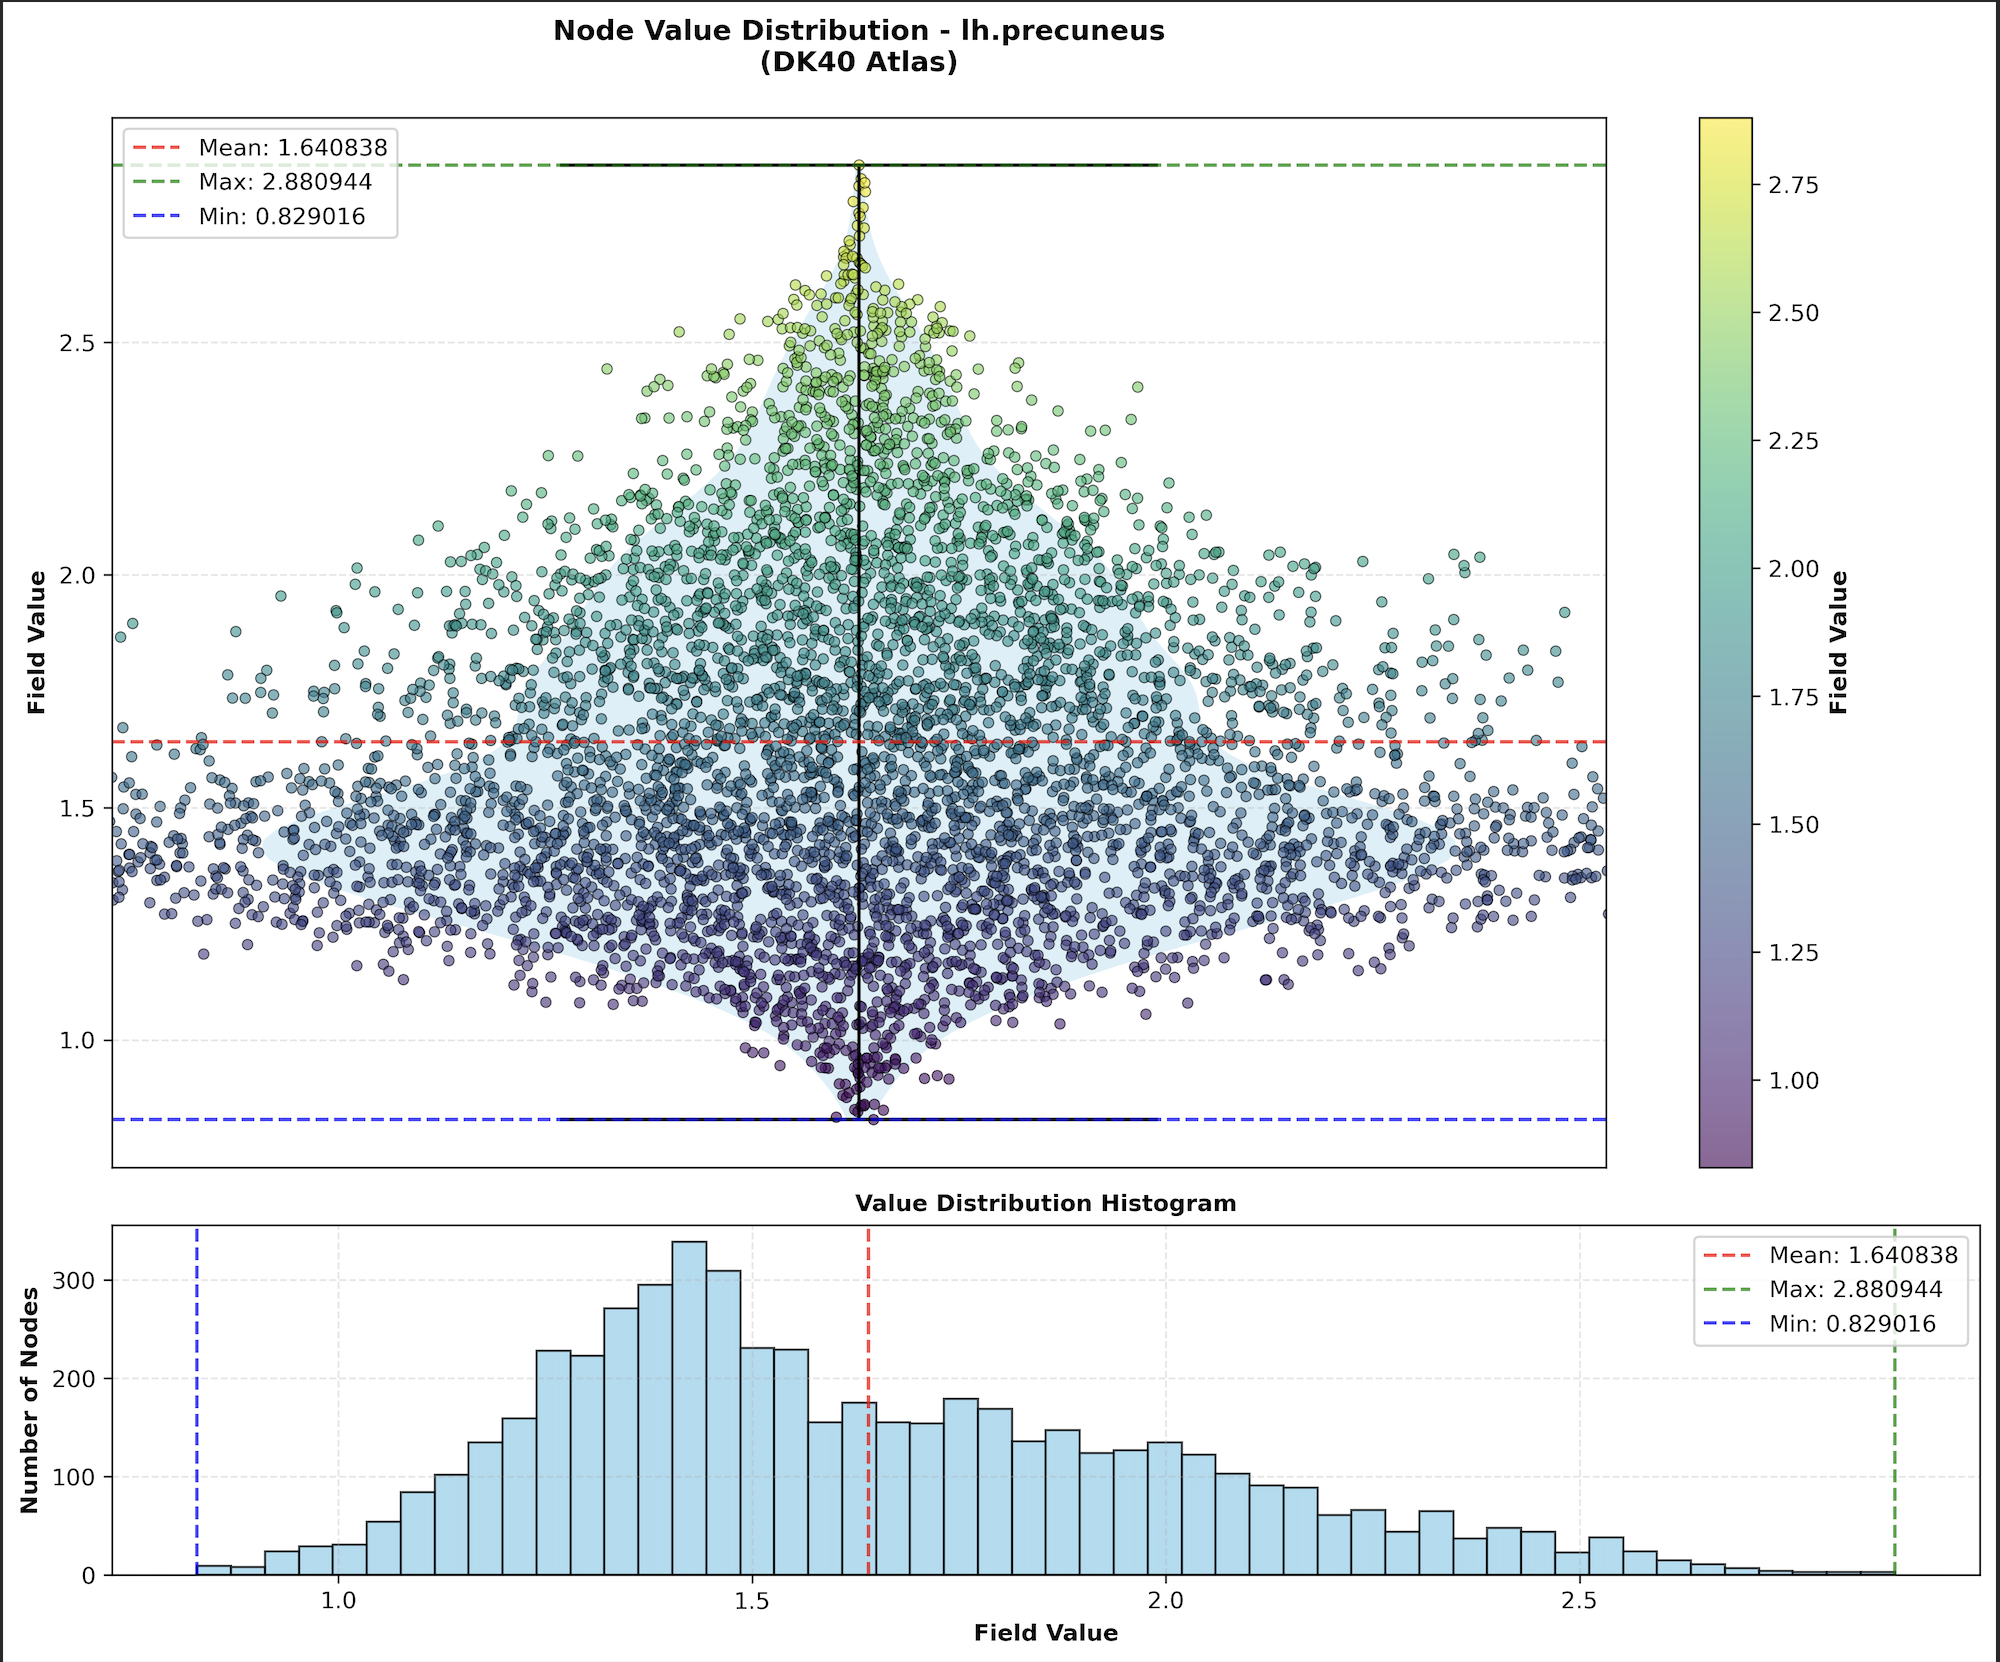 Node Value Distribution - lh.precuneus
(DK40 Atlas)
Mean: 1.640838
Max: 2.880944
Min: 0.829016
Field Value
2.5
2.0
1.5
1.0
2.75
2.50
2.25
2.00
1.75
1.50
1.25
1.00
Field Value
Value Distribution Histogram
Mean: 1.640838
Max: 2.880944
Min: 0.829016
Number of Nodes
300
200
100
0
1.0
1.5
2.0
2.5
Field Value